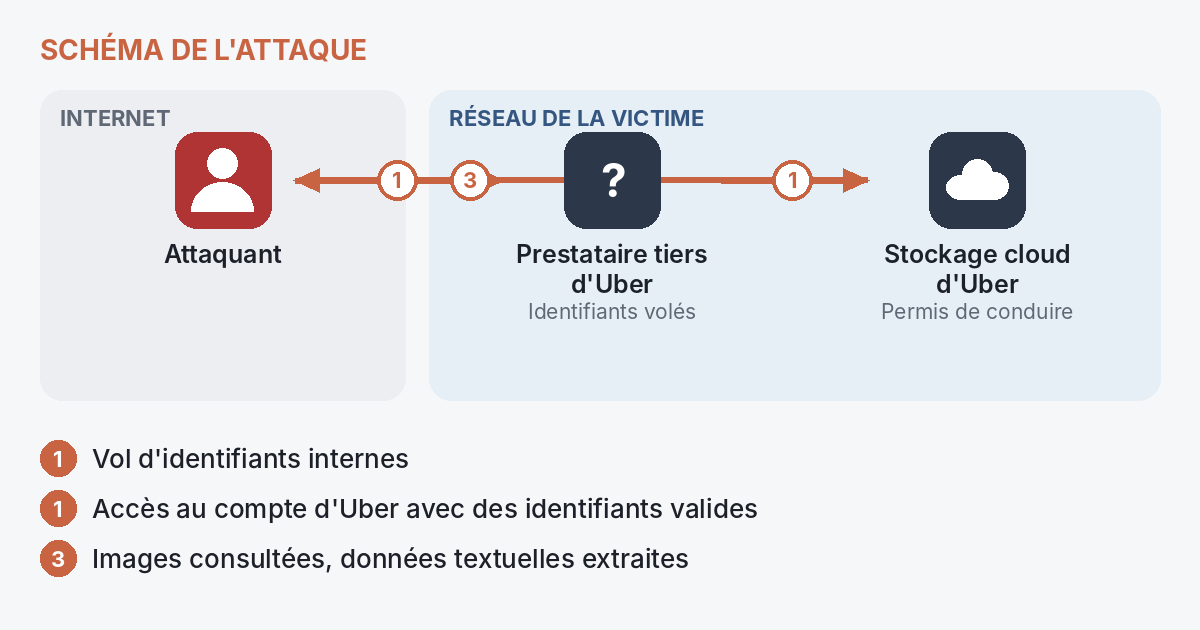 SCHÉMA DE L'ATTAQUE
INTERNET
RÉSEAU DE LA VICTIME
1
3
?
1
Attaquant
Prestataire tiers
d'Uber
Identifiants volés
Stockage cloud
d'Uber
Permis de conduire
1 Vol d'identifiants internes
1 Accès au compte d'Uber avec des identifiants valides
3 Images consultées, données textuelles extraites